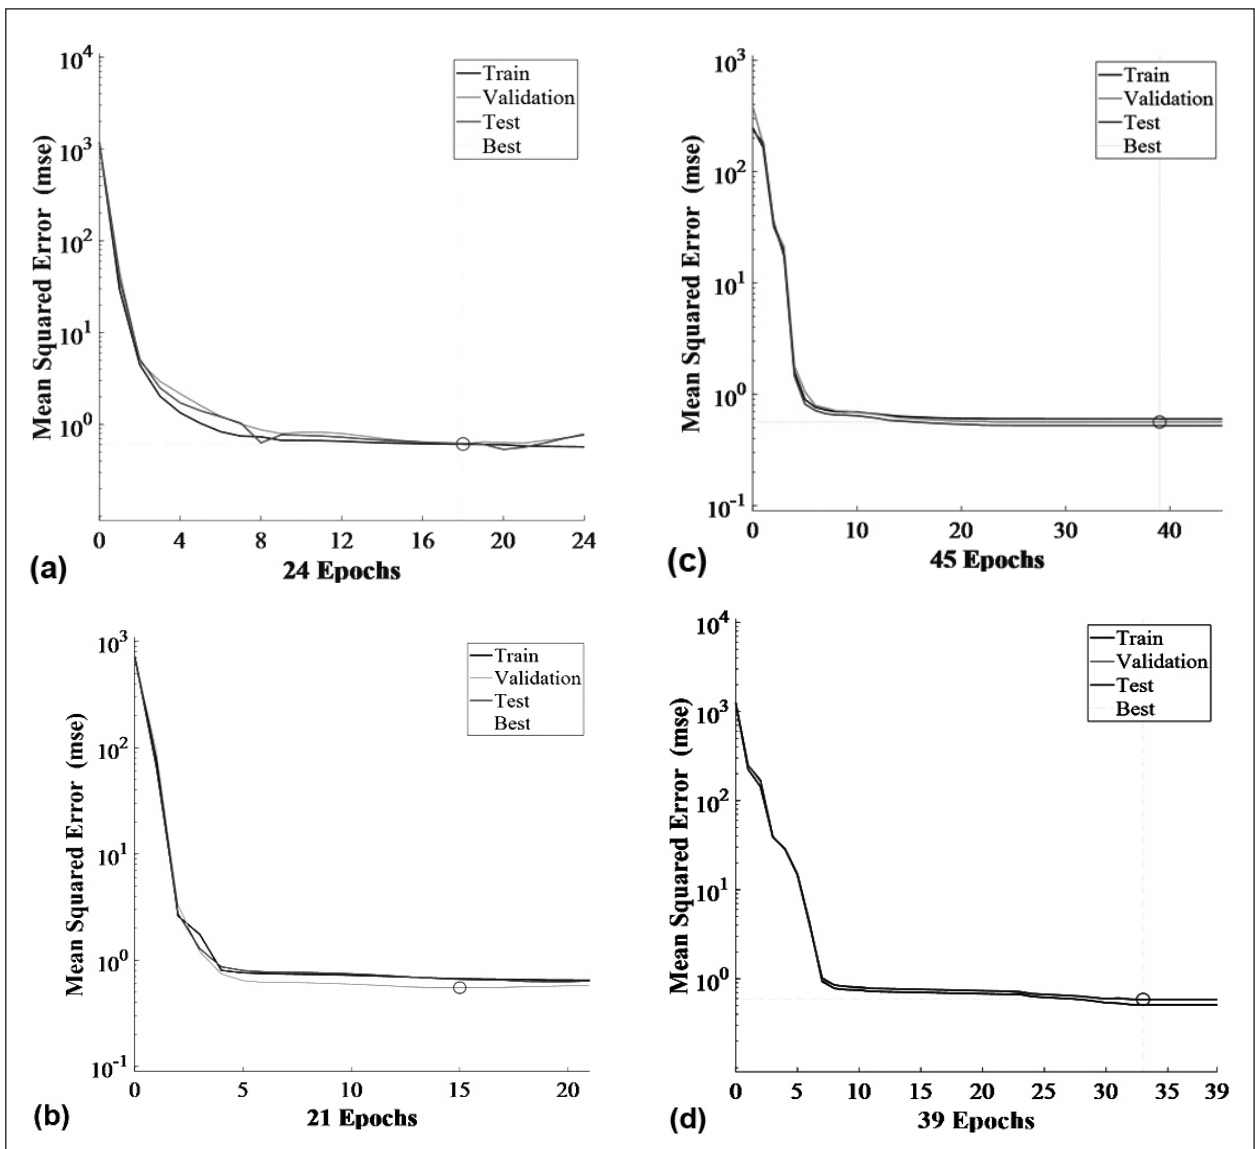 10^4
10^3
10^2
10^1
10^0
Mean Squared Error (mse)
Train
Validation
Test
Best
0 4 8 12 16 20 24
24 Epochs
(a)
10^3
10^2
10^1
10^0
10^-1
Mean Squared Error (mse)
Train
Validation
Test
Best
0 10 20 30 40
45 Epochs
(c)
10^3
10^2
10^1
10^0
10^-1
Mean Squared Error (mse)
Train
Validation
Test
Best
0 5 10 15 20
21 Epochs
(b)
10^4
10^3
10^2
10^1
10^0
Mean Squared Error (mse)
Train
Validation
Test
Best
0 5 10 15 20 25 30 35 39
39 Epochs
(d)